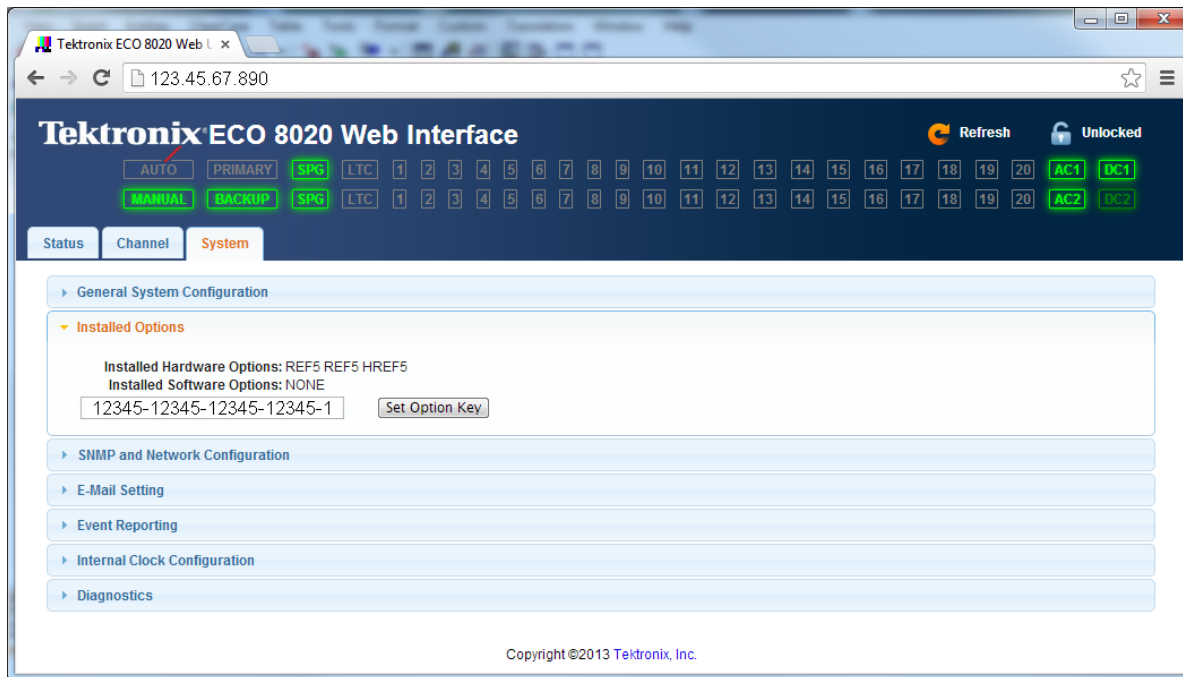 Tektronix ECO 8020 Web U
123.45.67.890
Tektronix ECO 8020 Web Interface
Refresh
Unlocked
AUTO PRIMARY SPG LTC 1 2 3 4 5 6 7 8 9 10 11 12 13 14 15 16 17 18 19 20 AC1 DC1
MANUAL BACKUP SPG LTC 1 2 3 4 5 6 7 8 9 10 11 12 13 14 15 16 17 18 19 20 AC2 DC2
Status Channel System
General System Configuration
Installed Options
Installed Hardware Options: REF5 REF5 HREF5
Installed Software Options: NONE
12345-12345-12345-12345-1 Set Option Key
SNMP and Network Configuration
E-Mail Setting
Event Reporting
Internal Clock Configuration
Diagnostics
Copyright ©2013 Tektronix, Inc.